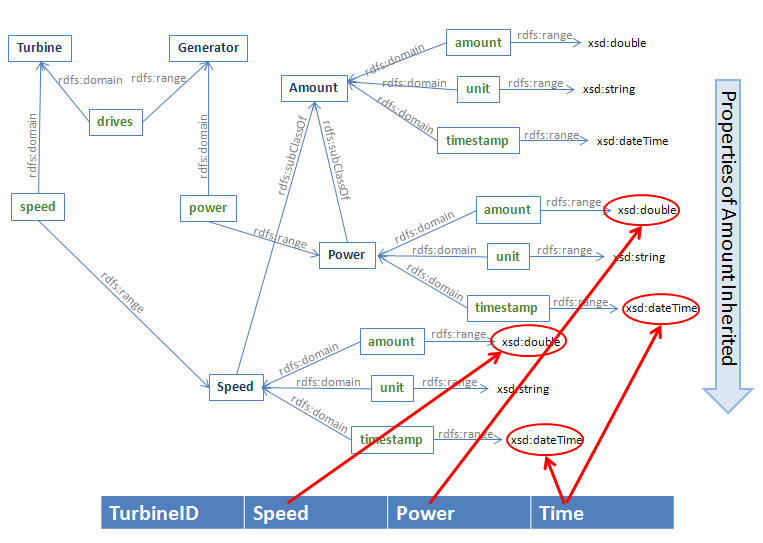 Turbine
Generator
Amount
amount
rdfs:domain
rdfs:range
xsd:double
rdfs:domain
rdfs:range
drives
rdfs:domain
unit
rdfs:range
xsd:string
rdfs:domain
timestamp
rdfs:range
xsd:dateTime
rdfs:domain
rdfs:domain
rdfs:subClassOf
rdfs:subClassOf
speed
power
rdfs:range
Power
rdfs:domain
amount
rdfs:range
xsd:double
rdfs:domain
unit
rdfs:range
xsd:string
rdfs:domain
timestamp
rdfs:range
xsd:dateTime
rdfs:range
Speed
rdfs:domain
amount
rdfs:range
xsd:double
rdfs:domain
unit
rdfs:range
xsd:string
rdfs:domain
timestamp
rdfs:range
xsd:dateTime
Properties of Amount Inherited
TurbineID Speed Power Time